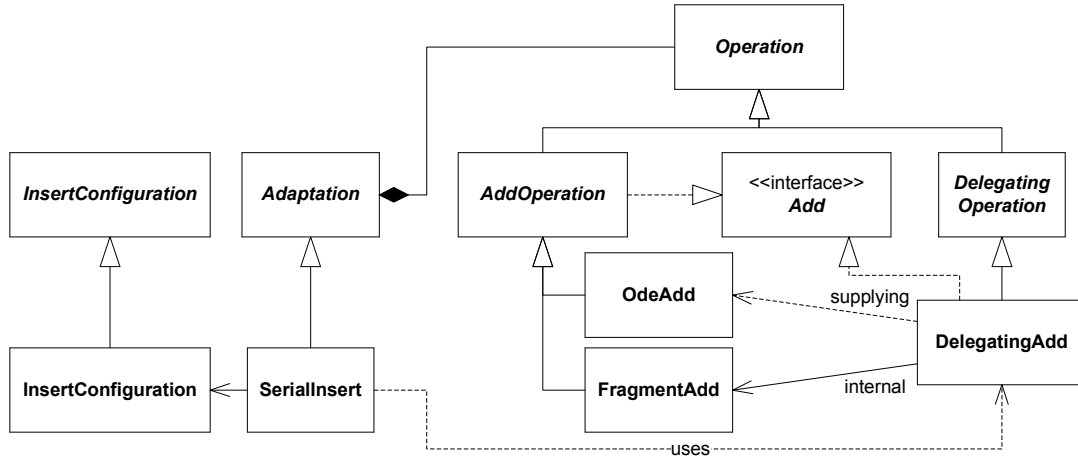 Operation
InsertConfiguration
Adaptation
AddOperation
<<interface>>
Add
Delegating
Operation
OdeAdd
supplying
DelegatingAdd
InsertConfiguration
SerialInsert
FragmentAdd
internal
uses